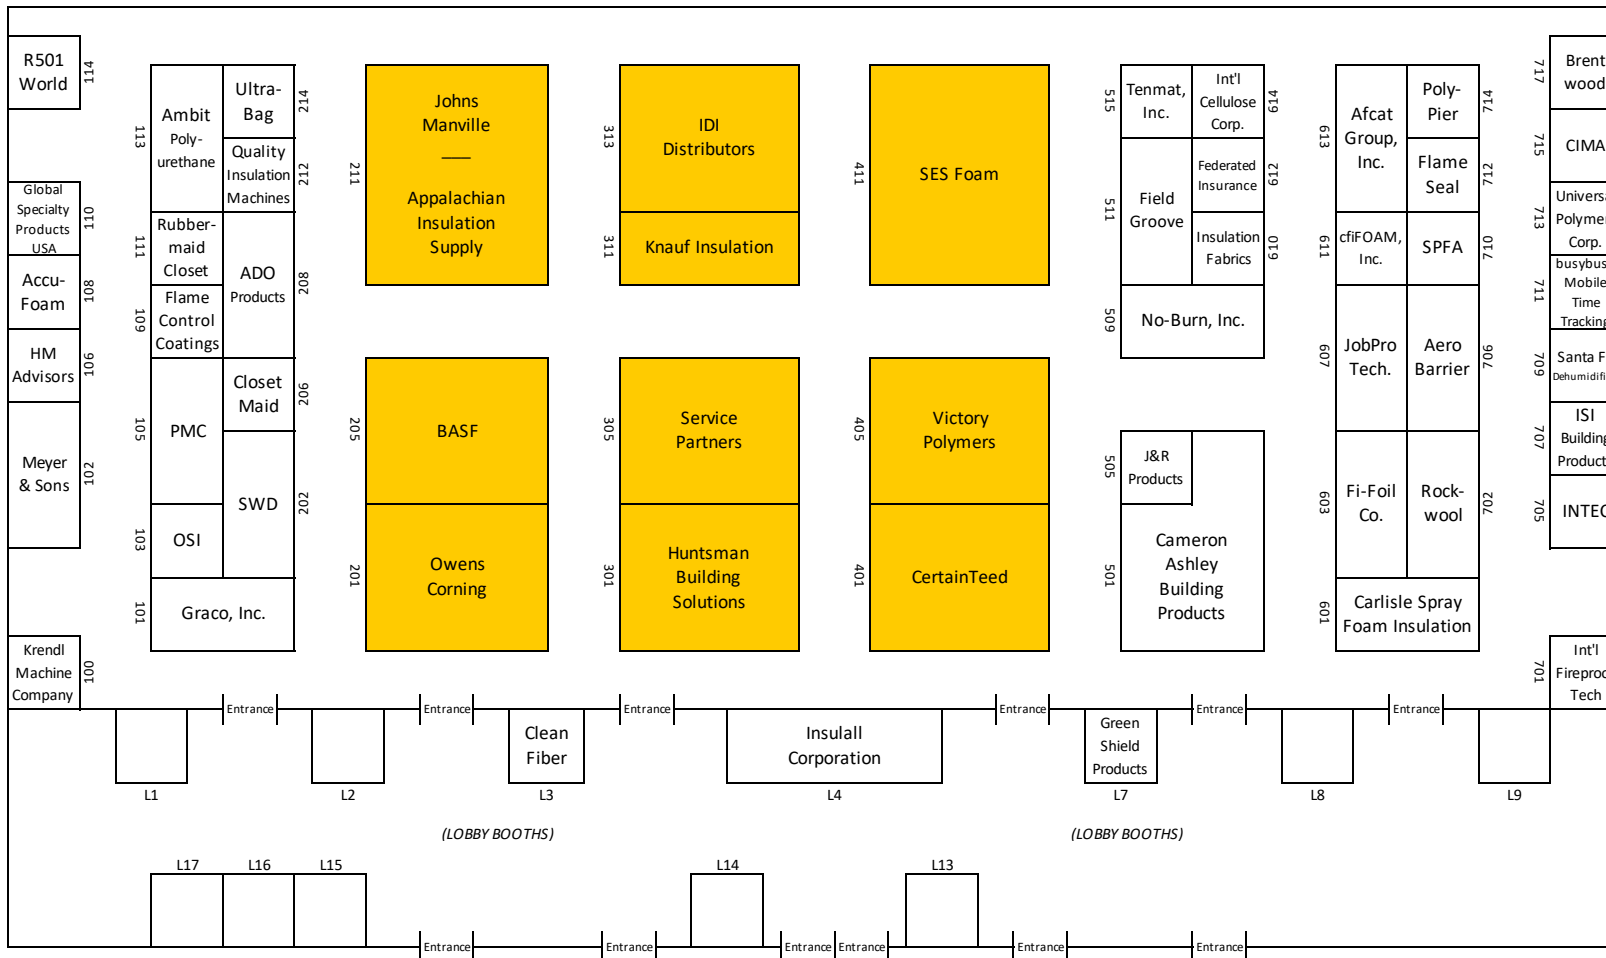 R501
World
114
Global
Specialty
Products
USA
110
Accu-
Foam
108
HM
Advisors
106
Meyer
& Sons
102
Krendl
Machine
Company
100
Ambit
Poly-
urethane
113
Rubber-
maid
Closet
111
Flame
Control
Coatings
109
PMC
105
OSI
103
Graco, Inc.
101
Ultra-
Bag
214
Quality
Insulation
Machines
212
ADO
Products
208
Closet
Maid
206
SWD
202
Johns
Manville
___
Appalachian
Insulation
Supply
211
BASF
205
Owens
Corning
201
IDI
Distributors
313
Knauf Insulation
311
Service
Partners
305
Huntsman
Building
Solutions
301
SES Foam
411
Victory
Polymers
405
CertainTeed
401
Tenmat,
Inc.
515
Int'l
Cellulose
Corp.
614
Field
Groove
511
Federated
Insurance
612
Insulation
Fabrics
610
No-Burn, Inc.
509
J&R
Products
505
Cameron
Ashley
Building
Products
501
Afcat
Group,
Inc.
613
cfiFOAM,
Inc.
611
JobPro
Tech.
607
Fi-Foil
Co.
603
Carlisle Spray
Foam Insulation
601
Poly-
Pier
714
Flame
Seal
712
SPFA
710
Aero
Barrier
706
Rock-
wool
702
Brent
wood
717
CIMA
715
Universa
Polymer
Corp.
713
busybus
Mobile
Time
Tracking
711
Santa F
Dehumidifi
709
ISI
Building
Product
707
INTEC
705
Int'l
Fireproo
Tech
701
Entrance
Entrance
Entrance
Entrance
Entrance
Entrance
L1
L2
Clean
Fiber
L3
Insulall
Corporation
L4
Green
Shield
Products
L7
L8
L9
(LOBBY BOOTHS)
(LOBBY BOOTHS)
L17
L16
L15
L14
L13
Entrance
Entrance
Entrance
Entrance
Entrance
Entrance